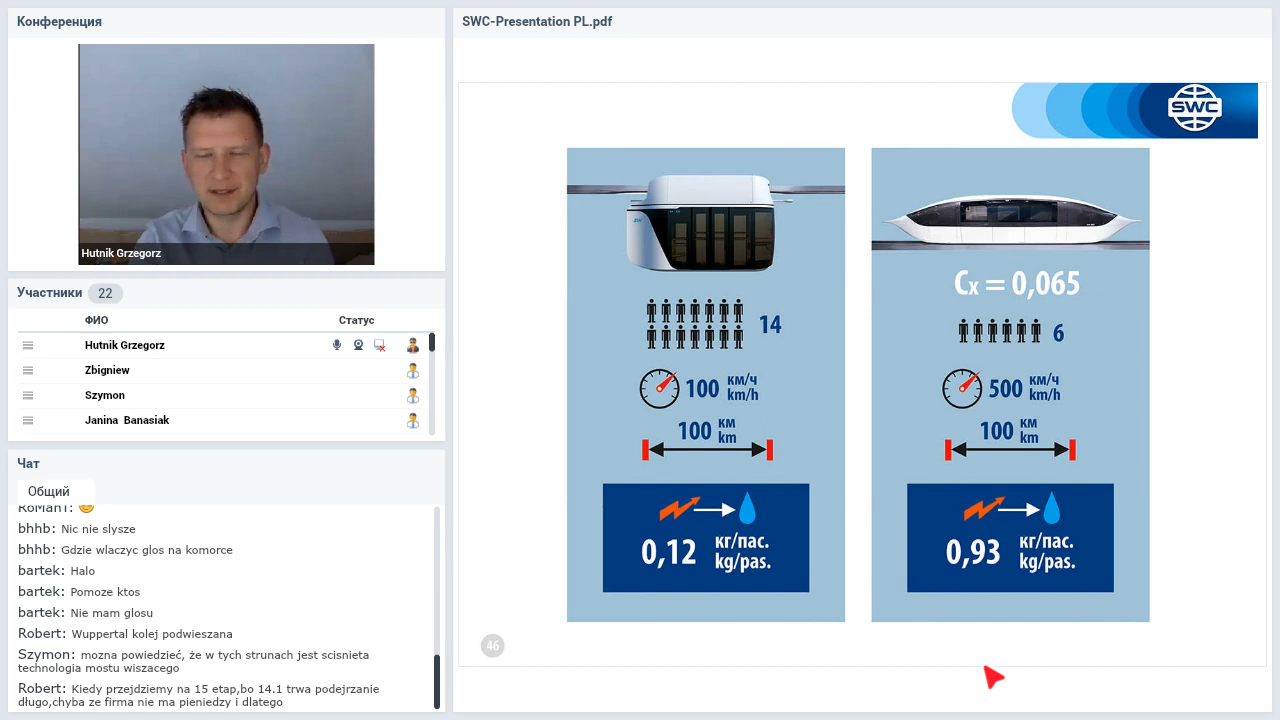 Конференция
Hutnik Grzegorz
Участники 22
ФИО Статус
Hutnik Grzegorz
Zbigniew
Szymon
Janina Banasiak
Чат
Общий
RoManT:
bhhb: Nic nie slysze
bhhb: Gdzie wlaczyc glos na komorce
bartek: Halo
bartek: Pomoze ktos
bartek: Nie mam glosu
Robert: Wuppertal kolej podwieszana
Szymon: mozna powiedzieć, że w tych strunach jest scisnieta
technologia mostu wiszacego
Robert: Kiedy przejdziemy na 15 etap,bo 14.1 trwa podejrzanie
długo,chyba ze firma nie ma pieniedzy i dlatego
SWC-Presentation PL.pdf
SWC
14
100 км/ч
km/h
100 км
km
0,12 кг/пас.
kg/pas.
Cx = 0,065
6
500 км/ч
km/h
100 км
km
0,93 кг/пас.
kg/pas.
46